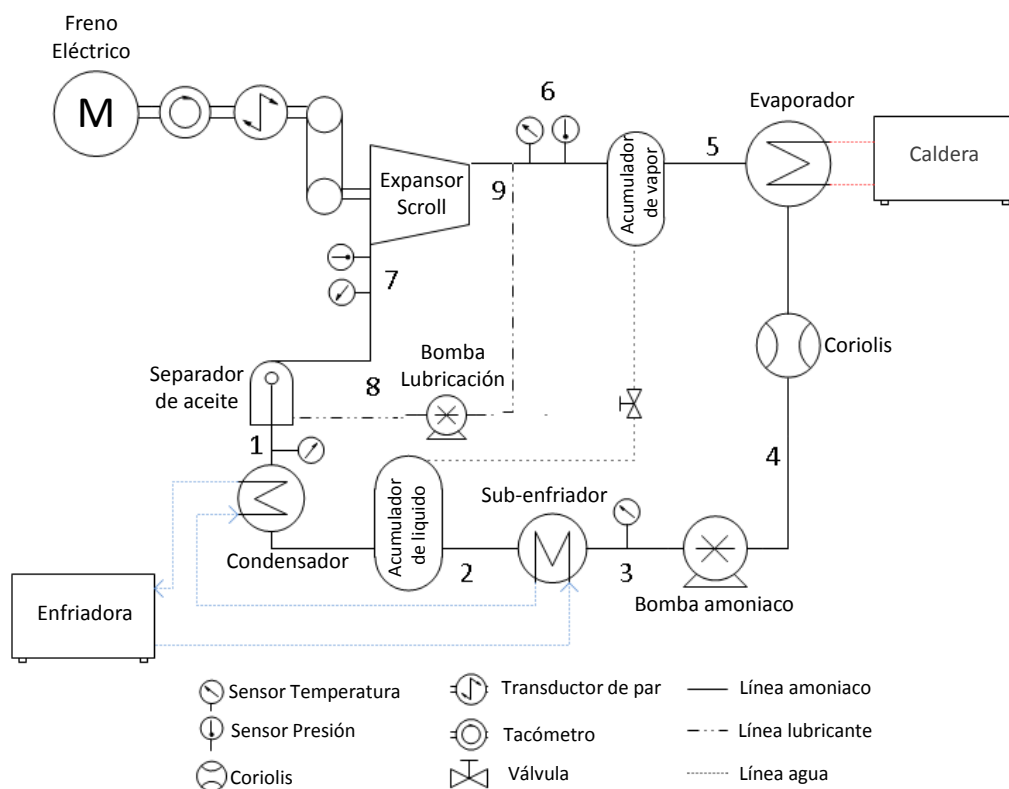 Freno
Eléctrico
M
6
Evaporador
5
Caldera
Acumulador
de vapor
Expansor
Scroll
9
7
Coriolis
Bomba
Lubricación
Separador
de aceite
8
1
4
Acumulador
de liquido
Sub-enfriador
Condensador
2
3
Bomba amoniaco
Enfriadora
Sensor Temperatura
Transductor de par
Línea amoniaco
Sensor Presión
Tacómetro
Línea lubricante
Coriolis
Válvula
Línea agua